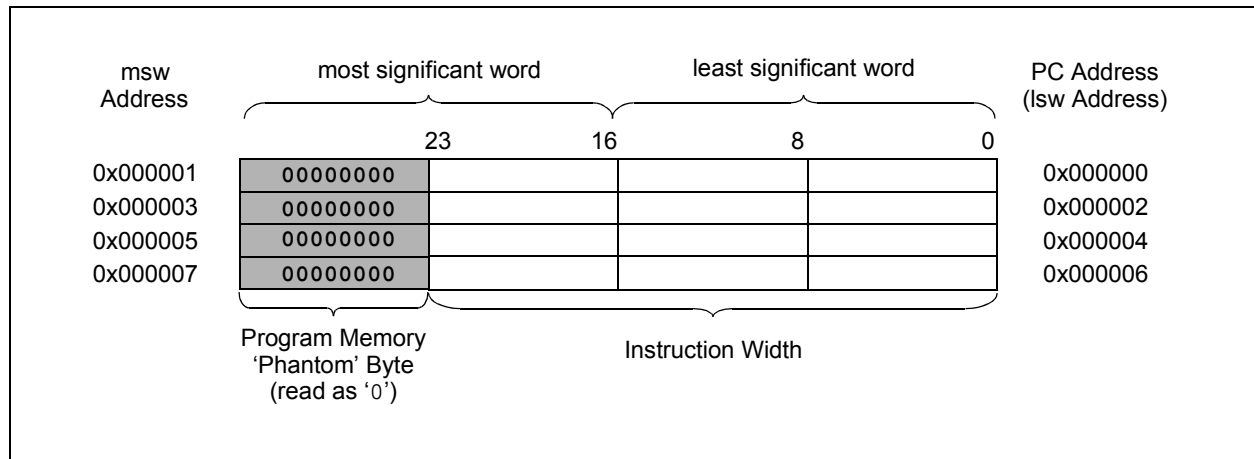 msw
Address
most significant word
least significant word
PC Address
(lsw Address)
23
16
8
0
0x000001
00000000
0x000000
0x000003
00000000
0x000002
0x000005
00000000
0x000004
0x000007
00000000
0x000006
Program Memory
‘Phantom’ Byte
(read as ‘0’)
Instruction Width